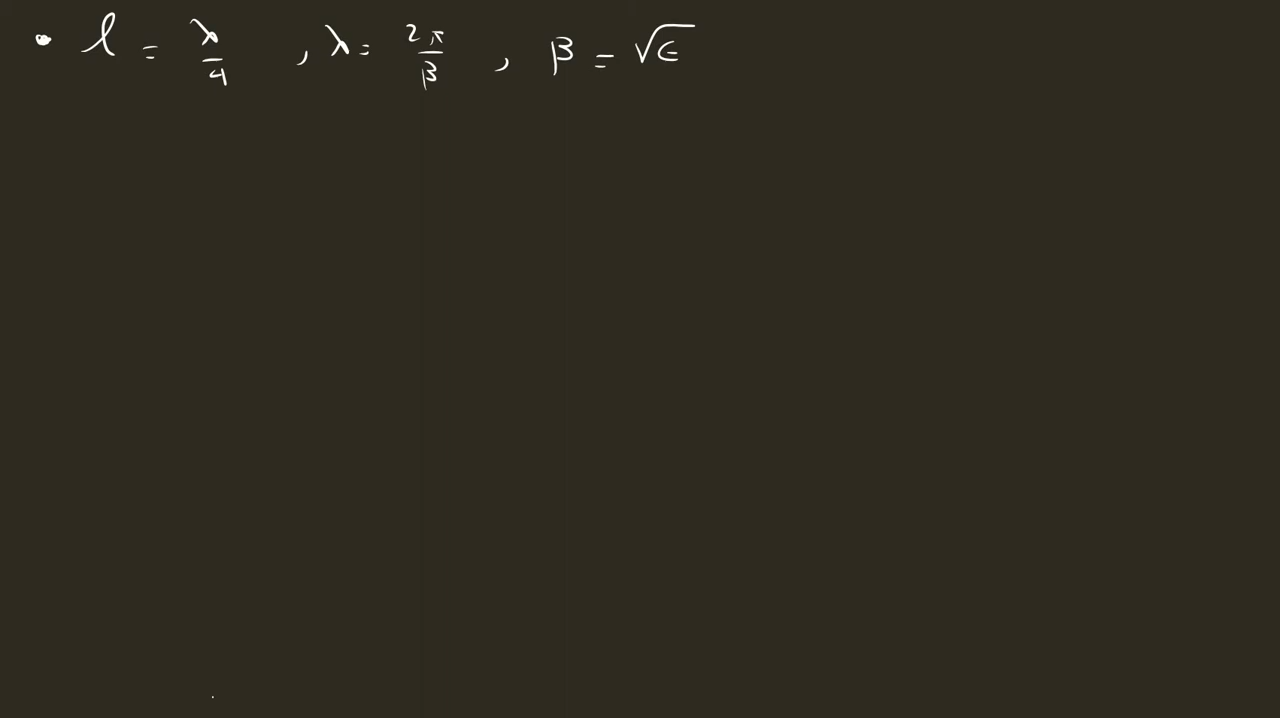 • l = λ/4 , λ = 2π/β , β = √ϵ